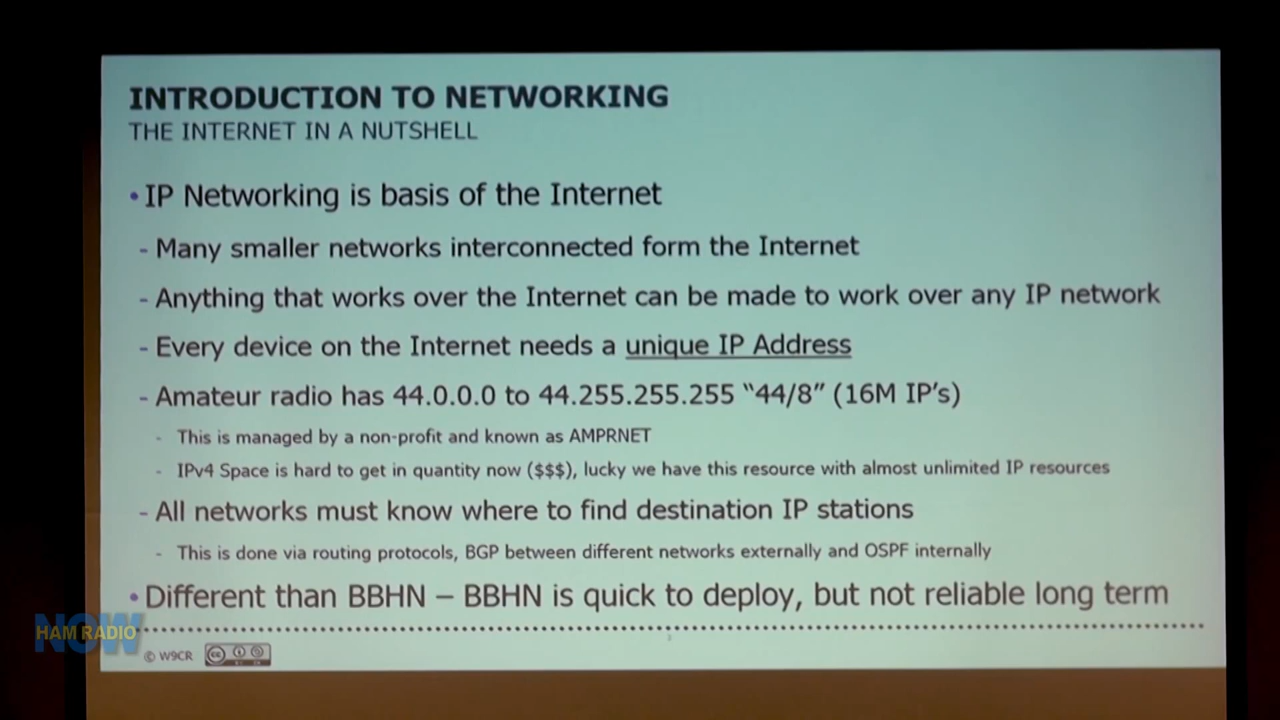 INTRODUCTION TO NETWORKING
THE INTERNET IN A NUTSHELL
• IP Networking is basis of the Internet
- Many smaller networks interconnected form the Internet
- Anything that works over the Internet can be made to work over any IP network
- Every device on the Internet needs a unique IP Address
- Amateur radio has 44.0.0.0 to 44.255.255.255 “44/8” (16M IP’s)
- This is managed by a non-profit and known as AMPRNET
- IPv4 Space is hard to get in quantity now ($$$), lucky we have this resource with almost unlimited IP resources
- All networks must know where to find destination IP stations
- This is done via routing protocols, BGP between different networks externally and OSPF internally
• Different than BBHN – BBHN is quick to deploy, but not reliable long term
HAM RADIO
NOW
© W9CR
cc